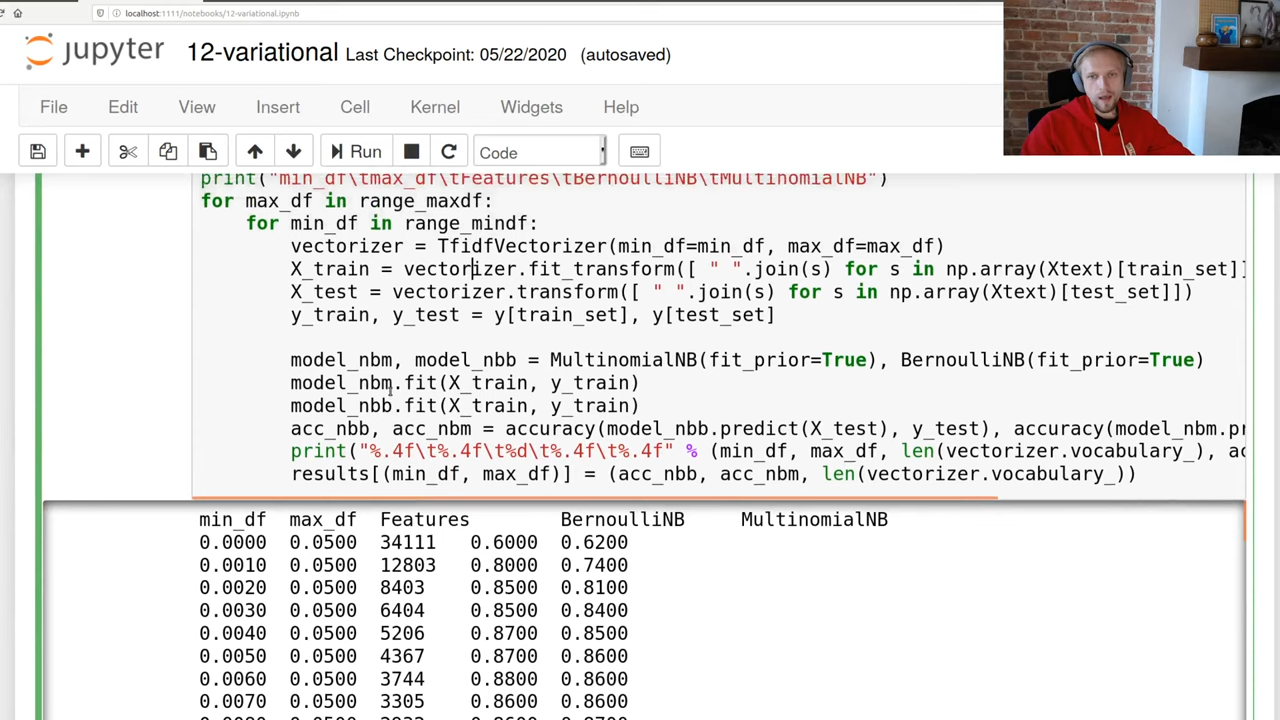 localhost:1111/notebooks/12-variational.ipynb
jupyter 12-variational Last Checkpoint: 05/22/2020 (autosaved)
File Edit View Insert Cell Kernel Widgets Help
Run Code
print("min_df\tmax_df\tFeatures\tBernoulliNB\tMultinomialNB")
for max_df in range_maxdf:
for min_df in range_mindf:
vectorizer = TfidfVectorizer(min_df=min_df, max_df=max_df)
X_train = vectorizer.fit_transform([ " ".join(s) for s in np.array(Xtext)[train_set]]
X_test = vectorizer.transform([ " ".join(s) for s in np.array(Xtext)[test_set]])
y_train, y_test = y[train_set], y[test_set]
model_nbm, model_nbb = MultinomialNB(fit_prior=True), BernoulliNB(fit_prior=True)
model_nbm.fit(X_train, y_train)
model_nbb.fit(X_train, y_train)
acc_nbb, acc_nbm = accuracy(model_nbb.predict(X_test), y_test), accuracy(model_nbm.pr
print("%.4f\t%.4f\t%d\t%.4f\t%.4f" % (min_df, max_df, len(vectorizer.vocabulary_), ac
results[(min_df, max_df)] = (acc_nbb, acc_nbm, len(vectorizer.vocabulary_))
min_df max_df Features BernoulliNB MultinomialNB
0.0000 0.0500 34111 0.6000 0.6200
0.0010 0.0500 12803 0.8000 0.7400
0.0020 0.0500 8403 0.8500 0.8100
0.0030 0.0500 6404 0.8500 0.8400
0.0040 0.0500 5206 0.8700 0.8500
0.0050 0.0500 4367 0.8700 0.8600
0.0060 0.0500 3744 0.8800 0.8600
0.0070 0.0500 3305 0.8600 0.8600